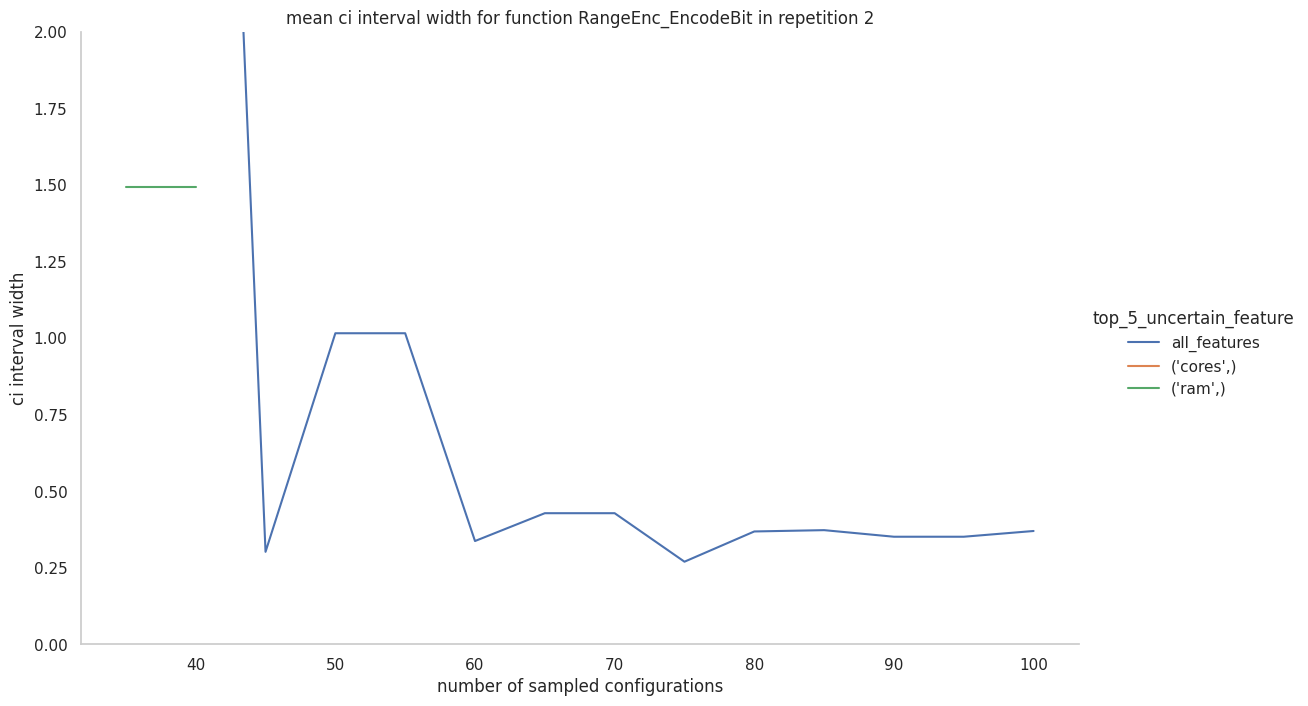 mean ci interval width for function RangeEnc_EncodeBit in repetition 2
2.00
1.75
1.50
1.25
1.00
0.75
0.50
0.25
0.00
ci interval width
40 50 60 70 80 90 100
number of sampled configurations
top_5_uncertain_feature
all_features
('cores',)
('ram',)